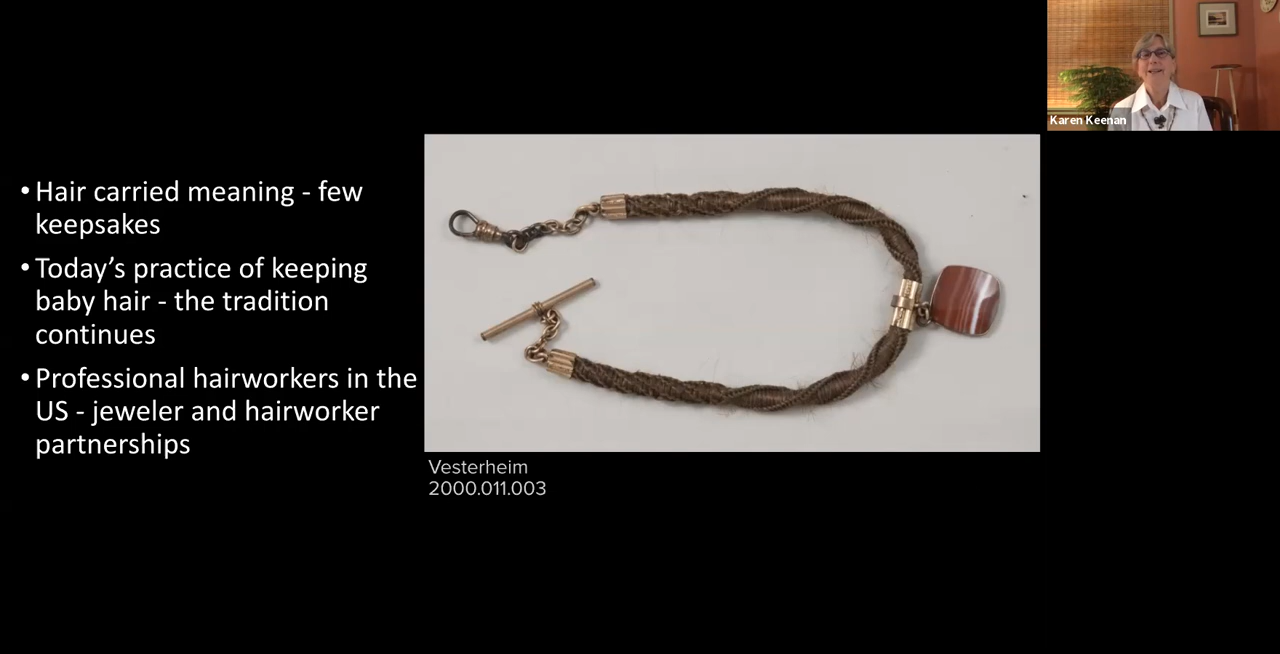 Karen Keenan
• Hair carried meaning - few
keepsakes
• Today’s practice of keeping
baby hair - the tradition
continues
• Professional hairworkers in the
US - jeweler and hairworker
partnerships
Vesterheim
2000.011.003